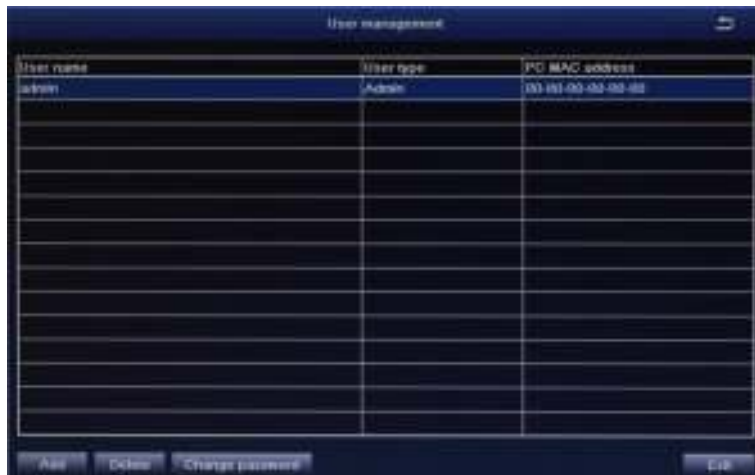 User management
User name User type PC MAC address
admin Admin 00-00-00-00-00-00
Add Delete Change password Exit